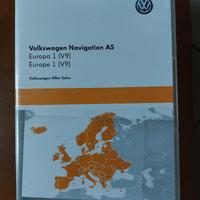 Volkswagen Navigation AS
Europa 1 (V9)
Europe 1 (V9)
Volkswagen After Sales